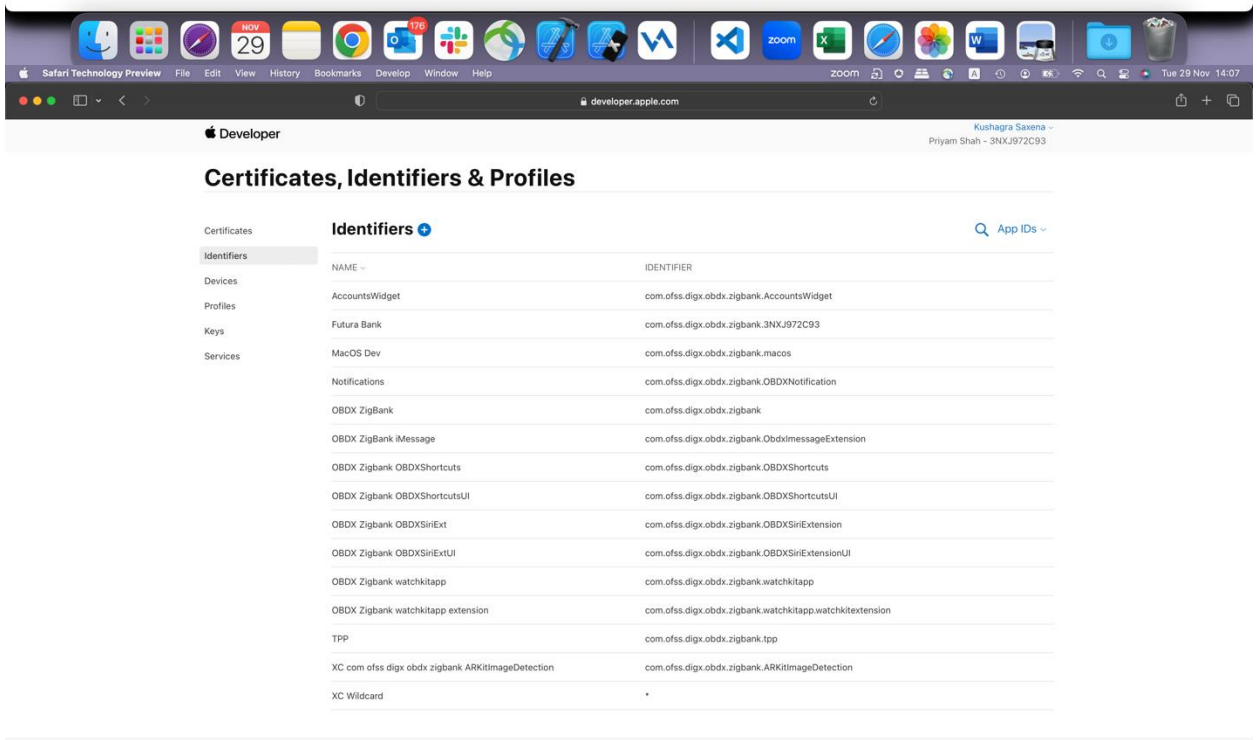 NOV
29
176
zoom
X
W
Safari Technology Preview File Edit View History Bookmarks Develop Window Help zoom A Tue 29 Nov 14:07
developer.apple.com
Developer
Kushagra Saxena
Priyam Shah - 3NXJ972C93
Certificates, Identifiers & Profiles
Certificates
Identifiers
Devices
Profiles
Keys
Services
Identifiers
App IDs
NAME IDENTIFIER
AccountsWidget com.ofss.digx.obdx.zigbank.AccountsWidget
Futura Bank com.ofss.digx.obdx.zigbank.3NXJ972C93
MacOS Dev com.ofss.digx.obdx.zigbank.macos
Notifications com.ofss.digx.obdx.zigbank.OBDXNotification
OBDX ZigBank com.ofss.digx.obdx.zigbank
OBDX ZigBank iMessage com.ofss.digx.obdx.zigbank.ObdxImessageExtension
OBDX Zigbank OBDXShortcuts com.ofss.digx.obdx.zigbank.OBDXShortcuts
OBDX Zigbank OBDXShortcutsUI com.ofss.digx.obdx.zigbank.OBDXShortcutsUI
OBDX Zigbank OBDXSiriExt com.ofss.digx.obdx.zigbank.OBDXSiriExtension
OBDX Zigbank OBDXSiriExtUI com.ofss.digx.obdx.zigbank.OBDXSiriExtensionUI
OBDX Zigbank watchkitapp com.ofss.digx.obdx.zigbank.watchkitapp
OBDX Zigbank watchkitapp extension com.ofss.digx.obdx.zigbank.watchkitapp.watchkitextension
TPP com.ofss.digx.obdx.zigbank.tpp
XC com ofss digx obdx zigbank ARKitImageDetection com.ofss.digx.obdx.zigbank.ARKitImageDetection
XC Wildcard *